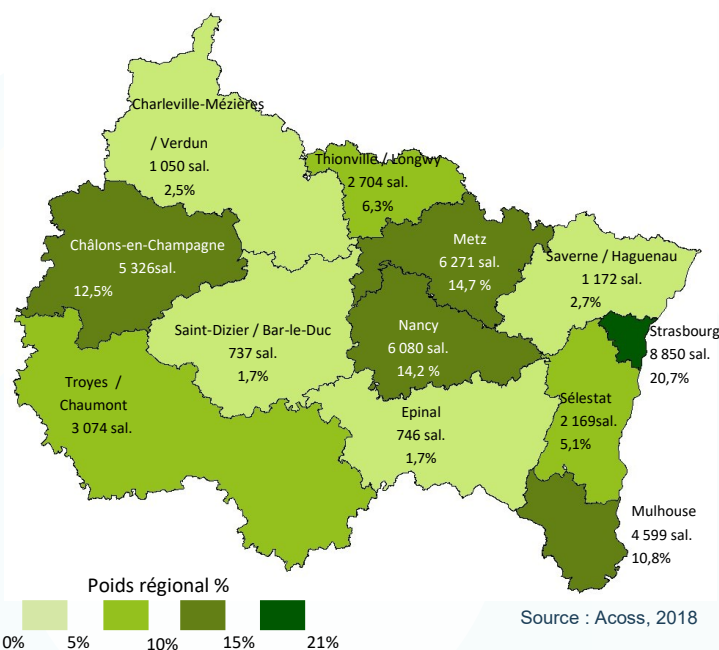 Charleville-Mézières
/ Verdun
1 050 sal.
2,5%
Thionville / Longwy
2 704 sal.
6,3%
Châlons-en-Champagne
5 326sal.
12,5%
Metz
6 271 sal.
14,7 %
Saverne / Haguenau
1 172 sal.
2,7%
Saint-Dizier / Bar-le-Duc
737 sal.
1,7%
Nancy
6 080 sal.
14,2 %
Strasbourg
8 850 sal.
20,7%
Troyes /
Chaumont
3 074 sal.
Epinal
746 sal.
1,7%
Sélestat
2 169sal.
5,1%
Mulhouse
4 599 sal.
10,8%
Poids régional %
0% 5% 10% 15% 21%
Source : Acoss, 2018